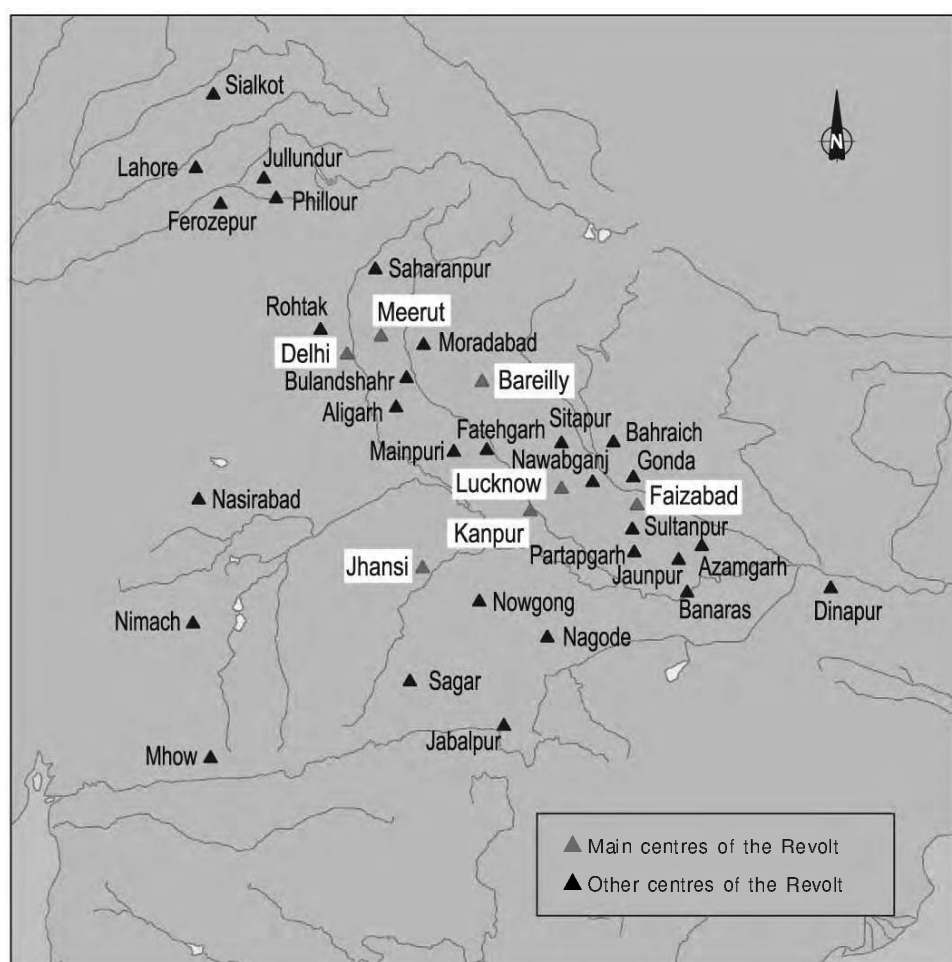 Sialkot
N
Lahore
Jullundur
Phillour
Ferozepur
Saharanpur
Rohtak
Meerut
Delhi
Moradabad
Bulandshahr
Bareilly
Aligarh
Sitapur
Mainpuri
Fatehgarh
Bahraich
Nawabganj
Gonda
Lucknow
Faizabad
Nasirabad
Kanpur
Sultanpur
Partapgarh
Azamgarh
Jhansi
Jaunpur
Nowgong
Banaras
Dinapur
Nimach
Nagode
Sagar
Jabalpur
Mhow
Main centres of the Revolt
Other centres of the Revolt